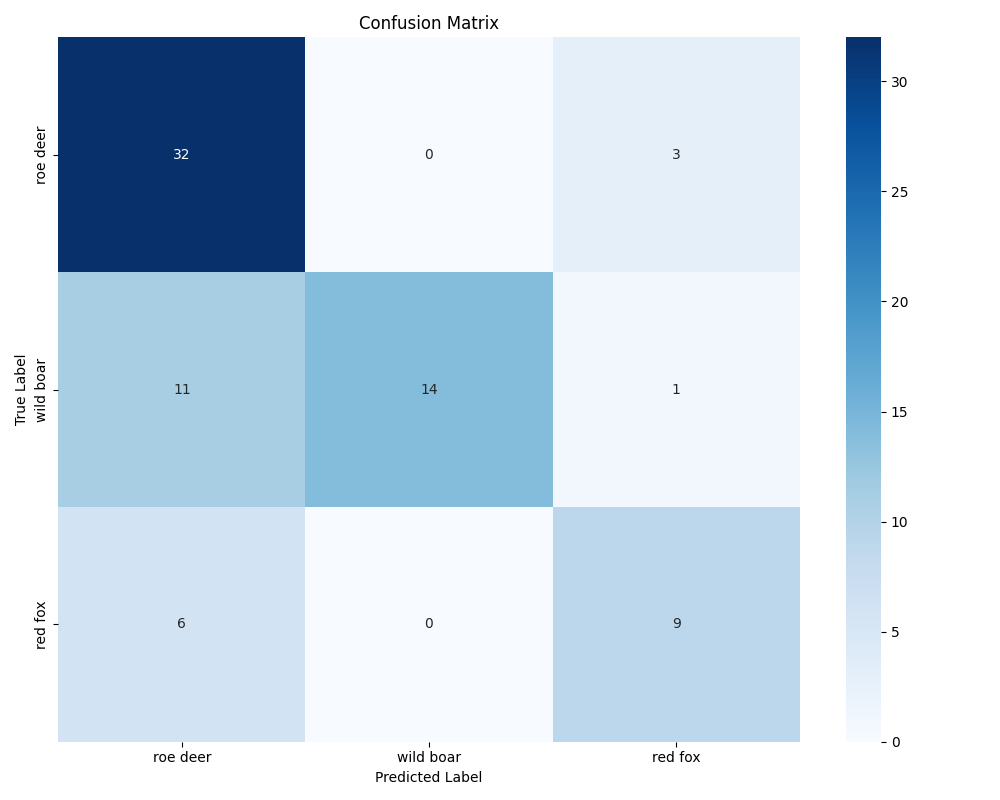 Confusion Matrix
True Label
roe deer
32
0
3
wild boar
11
14
1
red fox
6
0
9
roe deer
wild boar
red fox
Predicted Label
30
25
20
15
10
5
0